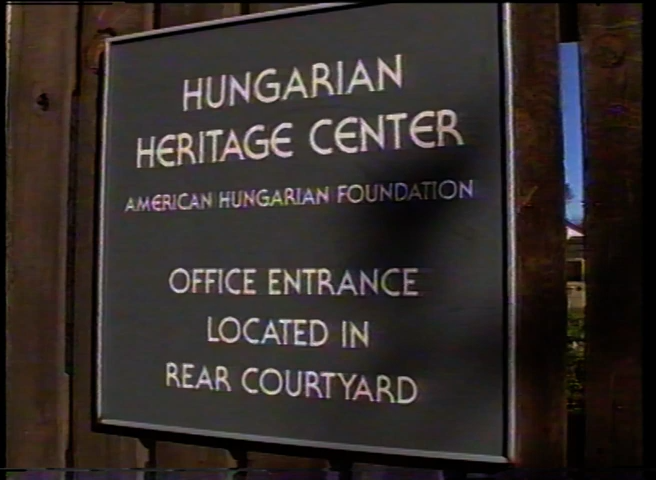 HUNGARIAN
HERITAGE CENTER
AMERICAN HUNGARIAN FOUNDATION
OFFICE ENTRANCE
LOCATED IN
REAR COURTYARD